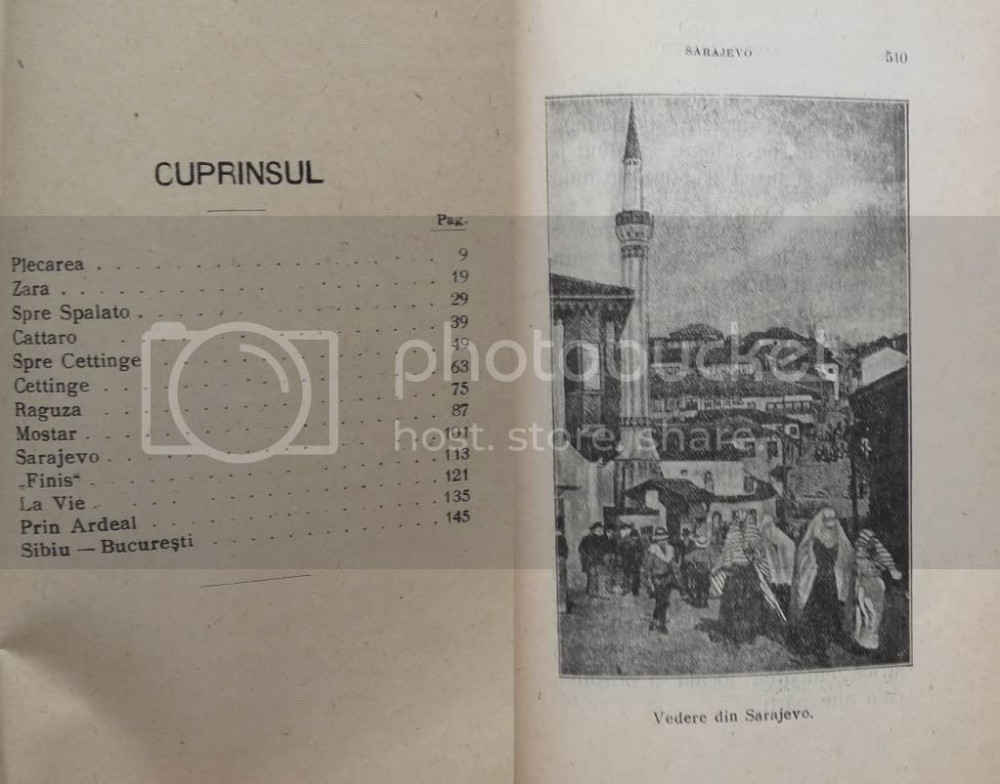 CUPRINSUL
Pag.
Plecarea . . . . . . . . . . . . . . . . 9
Zara . . . . . . . . . . . . . . . . 19
Spre Spalato . . . . . . . . . . . . . . 29
Cattaro . . . . . . . . . . . . . . . 39
Spre Cettinge . . . . . . . . . . . . . 49
Cettinge . . . . . . . . . . . . . . . 63
Raguza . . . . . . . . . . . . . . . 75
Mostar . . . . . . . . . . . . . . . 87
Sarajevo . . . . . . . . . . . . . . . 101
„Finis“ . . . . . . . . . . . . . . . 113
La Vie . . . . . . . . . . . . . . . 121
Prin Ardeal . . . . . . . . . . . . . 135
Sibiu — București . . . . . . . . . . . 145
SARAJEVO 510
Vedere din Sarajevo.
photobucket
host. store. share.